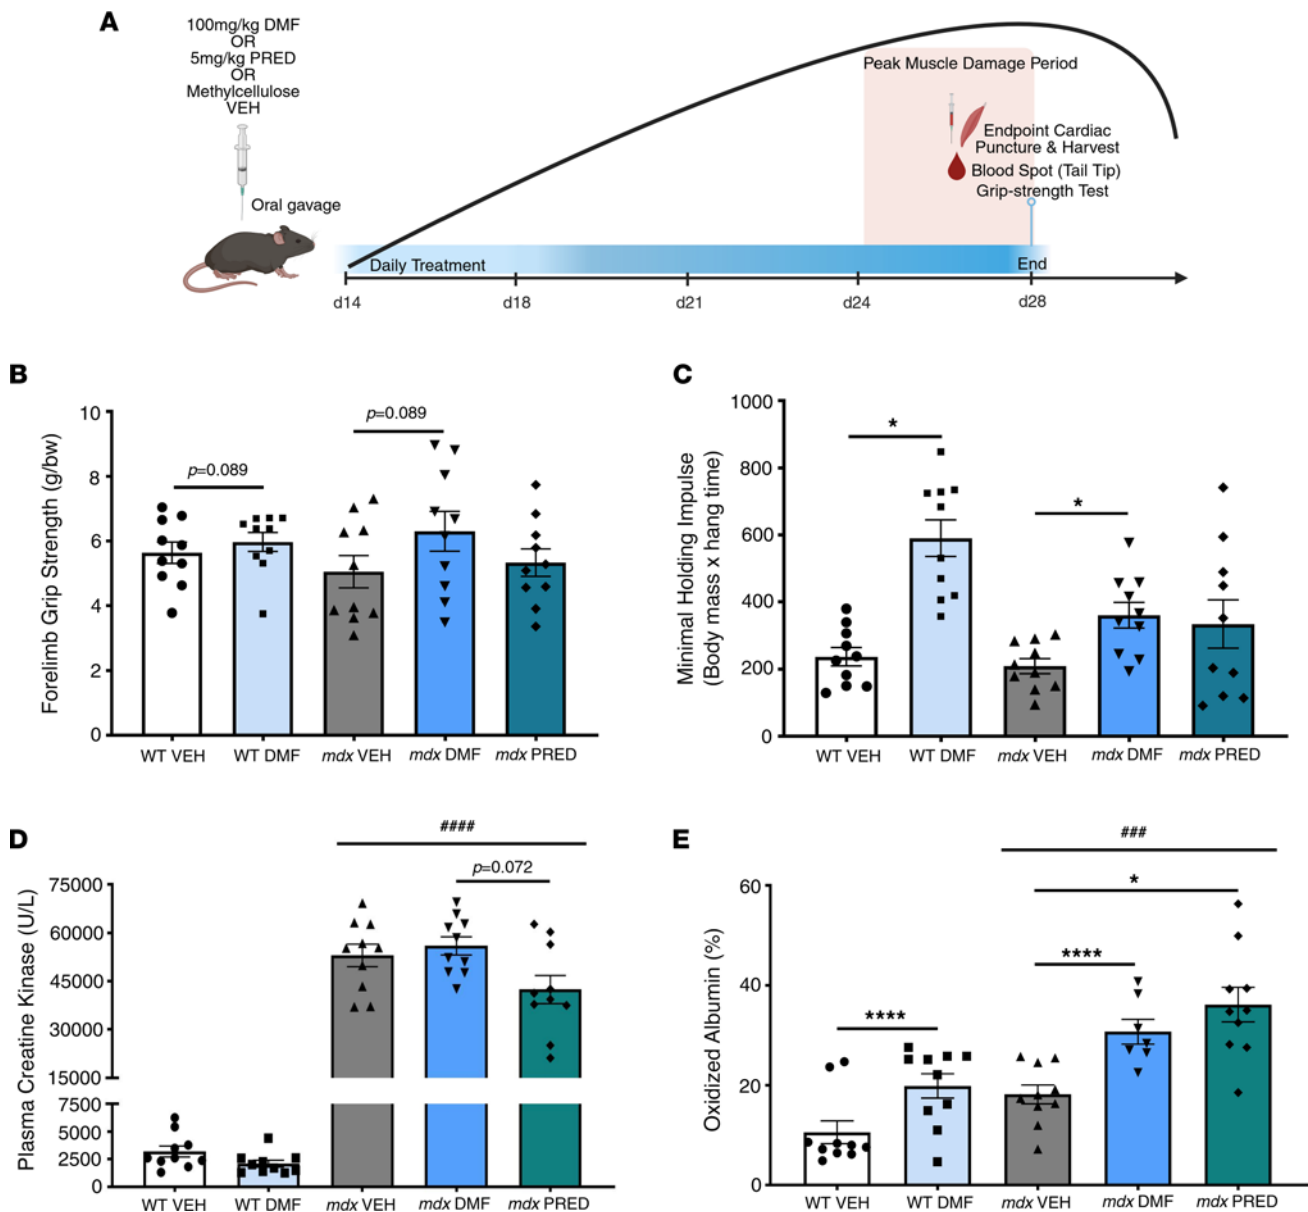 A
100mg/kg DMF
OR
5mg/kg PRED
OR
Methylcellulose
VEH
Oral gavage
Peak Muscle Damage Period
Endpoint Cardiac
Puncture & Harvest
Blood Spot (Tail Tip)
Grip-strength Test
Daily Treatment
End
d14
d18
d21
d24
d28
B
Forelimb Grip Strength (g/bw)
10
8
6
4
2
0
p=0.089
p=0.089
WT VEH
WT DMF
mdx VEH
mdx DMF
mdx PRED
C
Minimal Holding Impulse
(Body mass x hang time)
1000
800
600
400
200
0
*
*
WT VEH
WT DMF
mdx VEH
mdx DMF
mdx PRED
D
Plasma Creatine Kinase (U/L)
75000
60000
45000
30000
15000
7500
5000
2500
0
####
p=0.072
WT VEH
WT DMF
mdx VEH
mdx DMF
mdx PRED
E
Oxidized Albumin (%)
60
40
20
0
###
*
****
****
WT VEH
WT DMF
mdx VEH
mdx DMF
mdx PRED